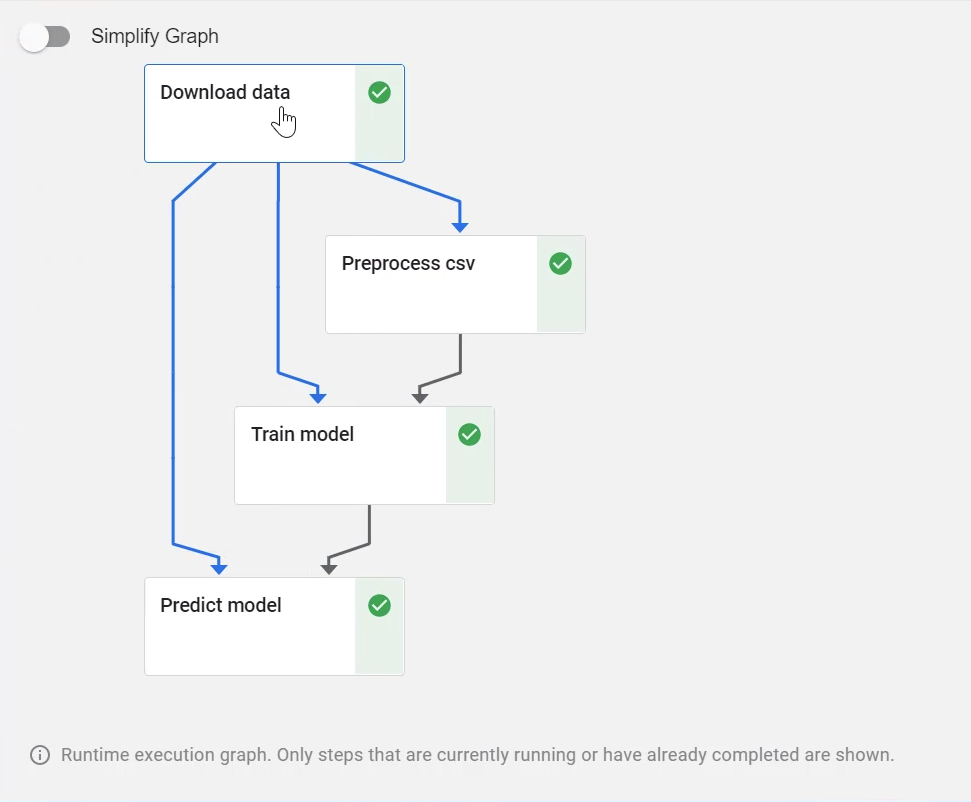 Simplify Graph
Download data
Preprocess csv
Train model
Predict model
Runtime execution graph. Only steps that are currently running or have already completed are shown.